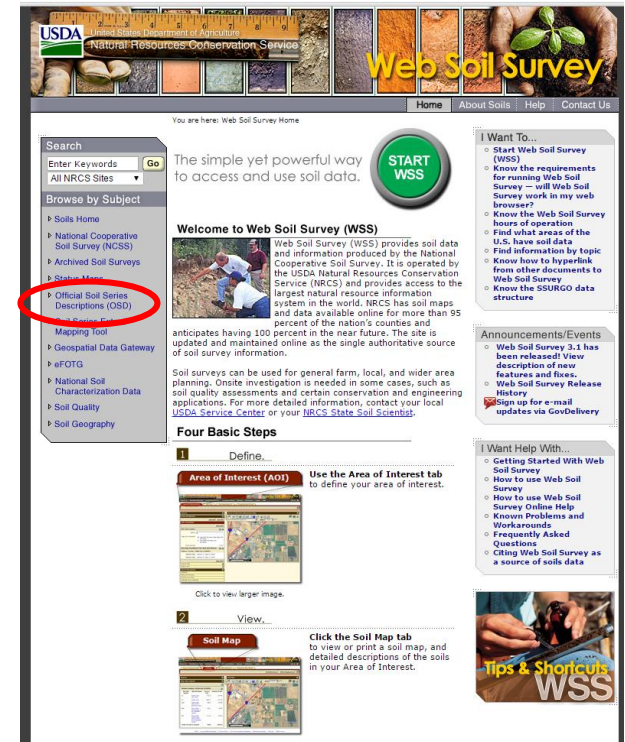 USDA
United States Department of Agriculture
Natural Resources Conservation Service
Web Soil Survey
Home
About Soils
Help
Contact Us
You are here: Web Soil Survey Home
Search
Enter Keywords
Go
All NRCS Sites
Browse by Subject
Soils Home
National Cooperative
Soil Survey (NCSS)
Archived Soil Surveys
Status Maps
Official Soil Series
Descriptions (OSD)
Soil Series Extent
Mapping Tool
Geospatial Data Gateway
eFOTG
National Soil
Characterization Data
Soil Quality
Soil Geography
The simple yet powerful way
to access and use soil data.
START
WSS
Welcome to Web Soil Survey (WSS)
Web Soil Survey (WSS) provides soil data
and information produced by the National
Cooperative Soil Survey. It is operated by
the USDA Natural Resources Conservation
Service (NRCS) and provides access to the
largest natural resource information
system in the world. NRCS has soil maps
and data available online for more than 95
percent of the nation's counties and
anticipates having 100 percent in the near future. The site is
updated and maintained online as the single authoritative source
of soil survey information.
Soil surveys can be used for general farm, local, and wider area
planning. Onsite investigation is needed in some cases, such as
soil quality assessments and certain conservation and engineering
applications. For more detailed information, contact your local
USDA Service Center or your NRCS State Soil Scientist.
Four Basic Steps
1
Define.
Area of Interest (AOI)
Use the Area of Interest tab
to define your area of interest.
Click to view larger image.
2
View.
Soil Map
Click the Soil Map tab
to view or print a soil map, and
detailed descriptions of the soils
in your Area of Interest.
I Want To...
Start Web Soil Survey
(WSS)
Know the requirements
for running Web Soil
Survey — will Web Soil
Survey work in my web
browser?
Know the Web Soil Survey
hours of operation
Find what areas of the
U.S. have soil data
Find information by topic
Know how to hyperlink
from other documents to
Web Soil Survey
Know the SSURGO data
structure
Announcements/Events
Web Soil Survey 3.1 has
been released! View
description of new
features and fixes.
Web Soil Survey Release
History
Sign up for e-mail
updates via GovDelivery
I Want Help With...
Getting Started With Web
Soil Survey
How to use Web Soil
Survey
How to use Web Soil
Survey Online Help
Known Problems and
Workarounds
Frequently Asked
Questions
Citing Web Soil Survey as
a source of soils data
Tips & Shortcuts
WSS